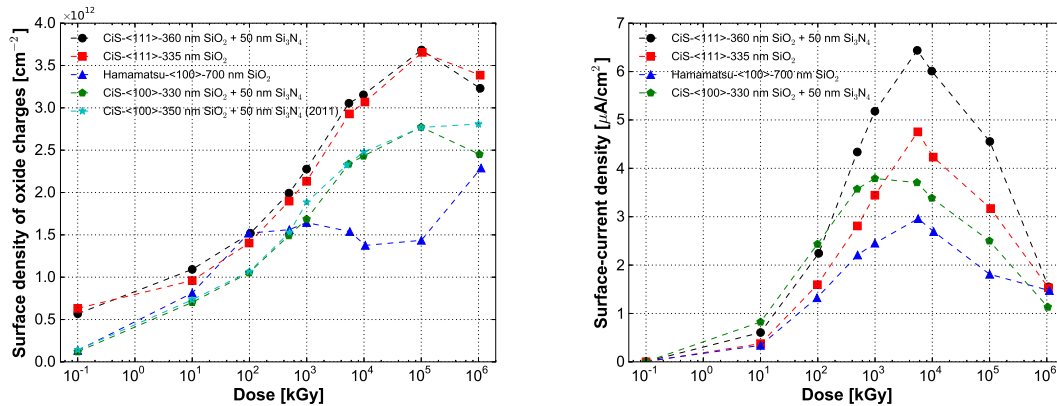 4.0 1e12
3.5
3.0
2.5
2.0
1.5
1.0
0.5
0.0
Surface density of oxide charges [cm⁻²]
CiS-<111>-360 nm SiO₂ + 50 nm Si₃N₄
CiS-<111>-335 nm SiO₂
Hamamatsu-<100>-700 nm SiO₂
CiS-<100>-330 nm SiO₂ + 50 nm Si₃N₄
CiS-<100>-350 nm SiO₂ + 50 nm Si₃N₄ (2011)
10⁻¹ 10⁰ 10¹ 10² 10³ 10⁴ 10⁵ 10⁶
Dose [kGy]
7
6
5
4
3
2
1
0
Surface-current density [μA/cm²]
CiS-<111>-360 nm SiO₂ + 50 nm Si₃N₄
CiS-<111>-335 nm SiO₂
Hamamatsu-<100>-700 nm SiO₂
CiS-<100>-330 nm SiO₂ + 50 nm Si₃N₄
10⁻¹ 10⁰ 10¹ 10² 10³ 10⁴ 10⁵ 10⁶
Dose [kGy]